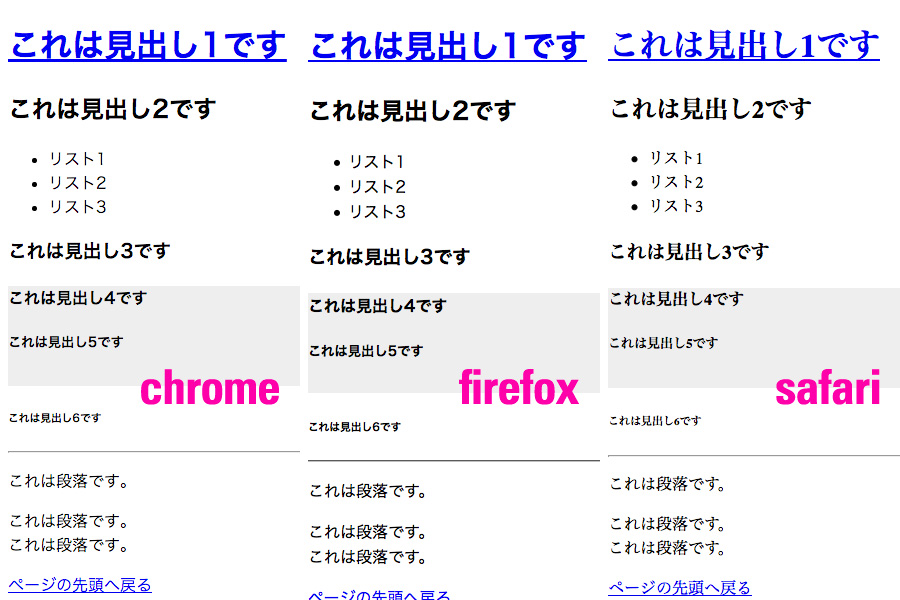 これは見出し1です
これは見出し2です
リスト1
リスト2
リスト3
これは見出し3です
これは見出し4です
これは見出し5です
chrome
これは見出し6です
これは段落です。
これは段落です。
これは段落です。
ページの先頭へ戻る
これは見出し1です
これは見出し2です
リスト1
リスト2
リスト3
これは見出し3です
これは見出し4です
これは見出し5です
firefox
これは見出し6です
これは段落です。
これは段落です。
これは段落です。
ページの先頭へ戻る
これは見出し1です
これは見出し2です
リスト1
リスト2
リスト3
これは見出し3です
これは見出し4です
これは見出し5です
safari
これは見出し6です
これは段落です。
これは段落です。
これは段落です。
ページの先頭へ戻る